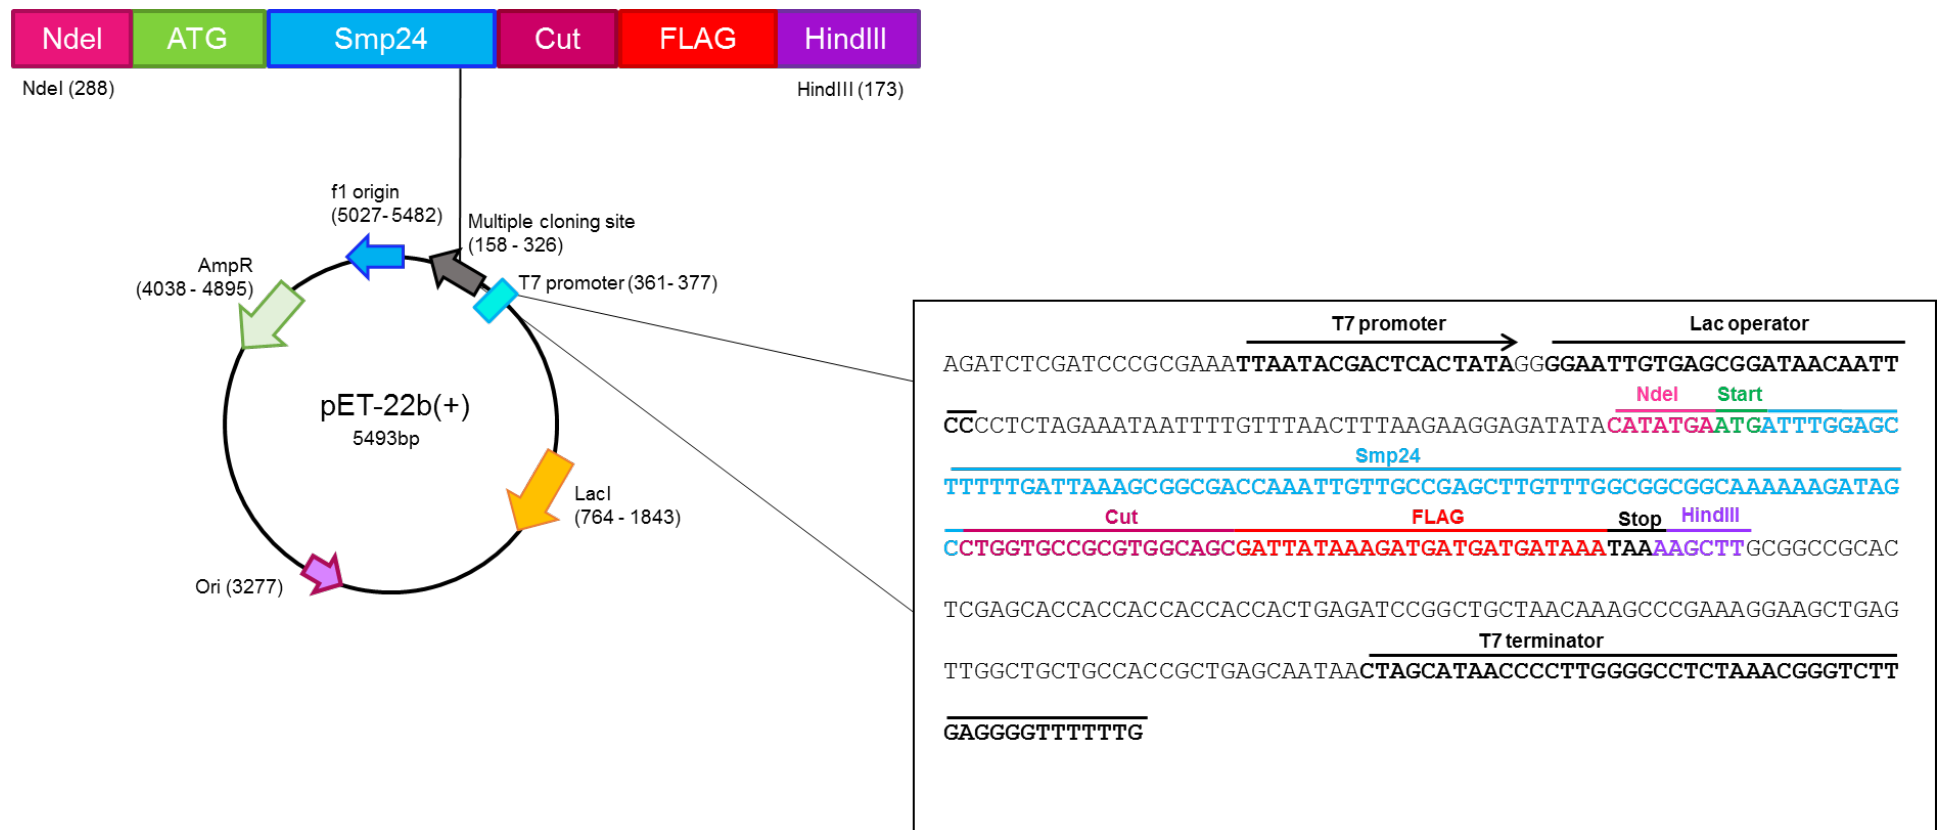 NdeI ATG Smp24 Cut FLAG HindIII
NdeI (288) HindIII (173)
f1 origin
(5027- 5482)
Multiple cloning site
(158 - 326)
AmpR
(4038 - 4895)
T7 promoter (361- 377)
pET-22b(+)
5493bp
LacI
(764 - 1843)
Ori (3277)
T7 promoter Lac operator
AGATCTCGATCCCGCGAAATTAATACGACTCACTATAGGGGAATTGTGAGCGGATAACAATT
NdeI Start
CCCCTCTAGAAATAATTTTGTTTAACTTTAAGAAGGAGATATACATATGAATGATTTGGAGC
Smp24
TTTTTGATTAAAGCGGCGACCAAATTGTTGCCGAGCTTGTTTGGCGGCGGCAAAAAAGATAG
Cut FLAG Stop HindIII
CCTGGTGCCGCGTGGCAGCGATTATAAAGATGATGATGATAAATAAAAGCTTGCGGCCGCAC
TCGAGCACCACCACCACCACCACTGAGATCCGGCTGCTAACAAAGCCCGAAAGGAAGCTGAG
T7 terminator
TTGGCTGCTGCCACCGCTGAGCAATAACTAGCATAACCCCTTGGGGCCTCTAAACGGGTCTT
GAGGGGTTTTTTG